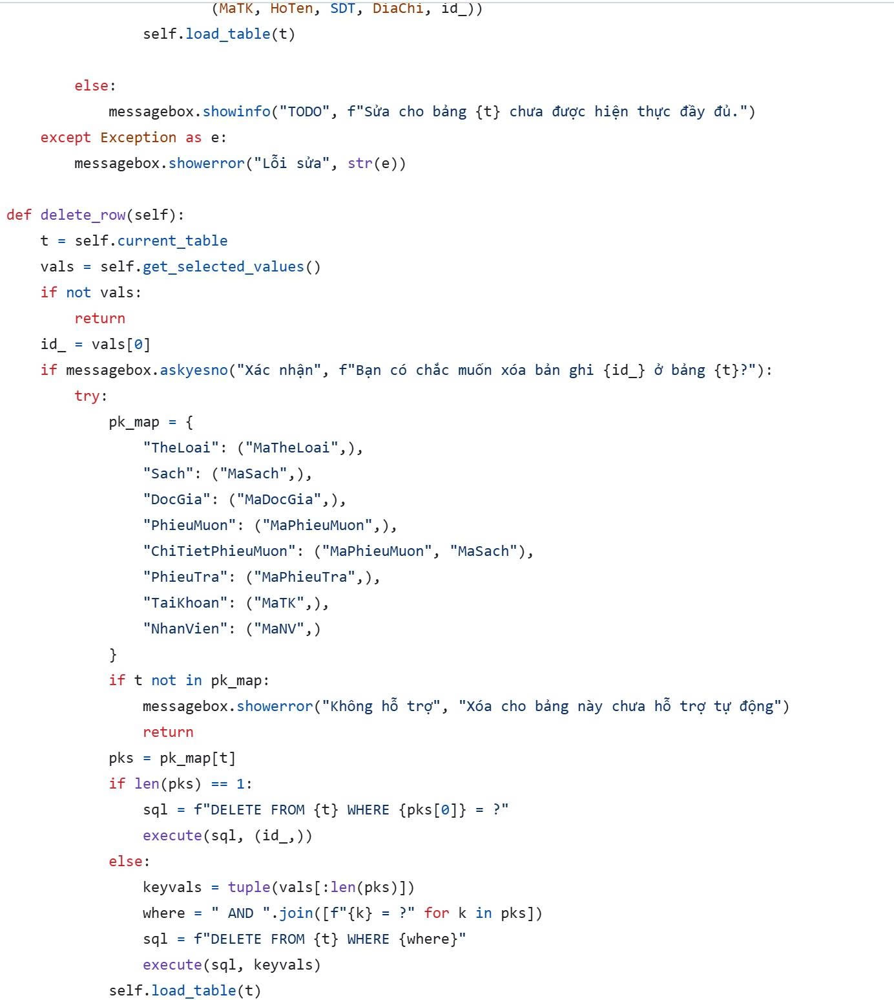 (MaTK, HoTen, SDT, DiaChi, id_))
                self.load_table(t)

        else:
            messagebox.showinfo("TODO", f"Sửa cho bảng {t} chưa được hiện thực đầy đủ.")
    except Exception as e:
        messagebox.showerror("Lỗi sửa", str(e))

def delete_row(self):
    t = self.current_table
    vals = self.get_selected_values()
    if not vals:
        return
    id_ = vals[0]
    if messagebox.askyesno("Xác nhận", f"Bạn có chắc muốn xóa bản ghi {id_} ở bảng {t}?"):
        try:
            pk_map = {
                "TheLoai": ("MaTheLoai",),
                "Sach": ("MaSach",),
                "DocGia": ("MaDocGia",),
                "PhieuMuon": ("MaPhieuMuon",),
                "ChiTietPhieuMuon": ("MaPhieuMuon", "MaSach"),
                "PhieuTra": ("MaPhieuTra",),
                "TaiKhoan": ("MaTK",),
                "NhanVien": ("MaNV",)
            }
            if t not in pk_map:
                messagebox.showerror("Không hỗ trợ", "Xóa cho bảng này chưa hỗ trợ tự động")
                return
            pks = pk_map[t]
            if len(pks) == 1:
                sql = f"DELETE FROM {t} WHERE {pks[0]} = ?"
                execute(sql, (id_,))
            else:
                keyvals = tuple(vals[:len(pks)])
                where = " AND ".join([f"{k} = ?" for k in pks])
                sql = f"DELETE FROM {t} WHERE {where}"
                execute(sql, keyvals)
            self.load_table(t)